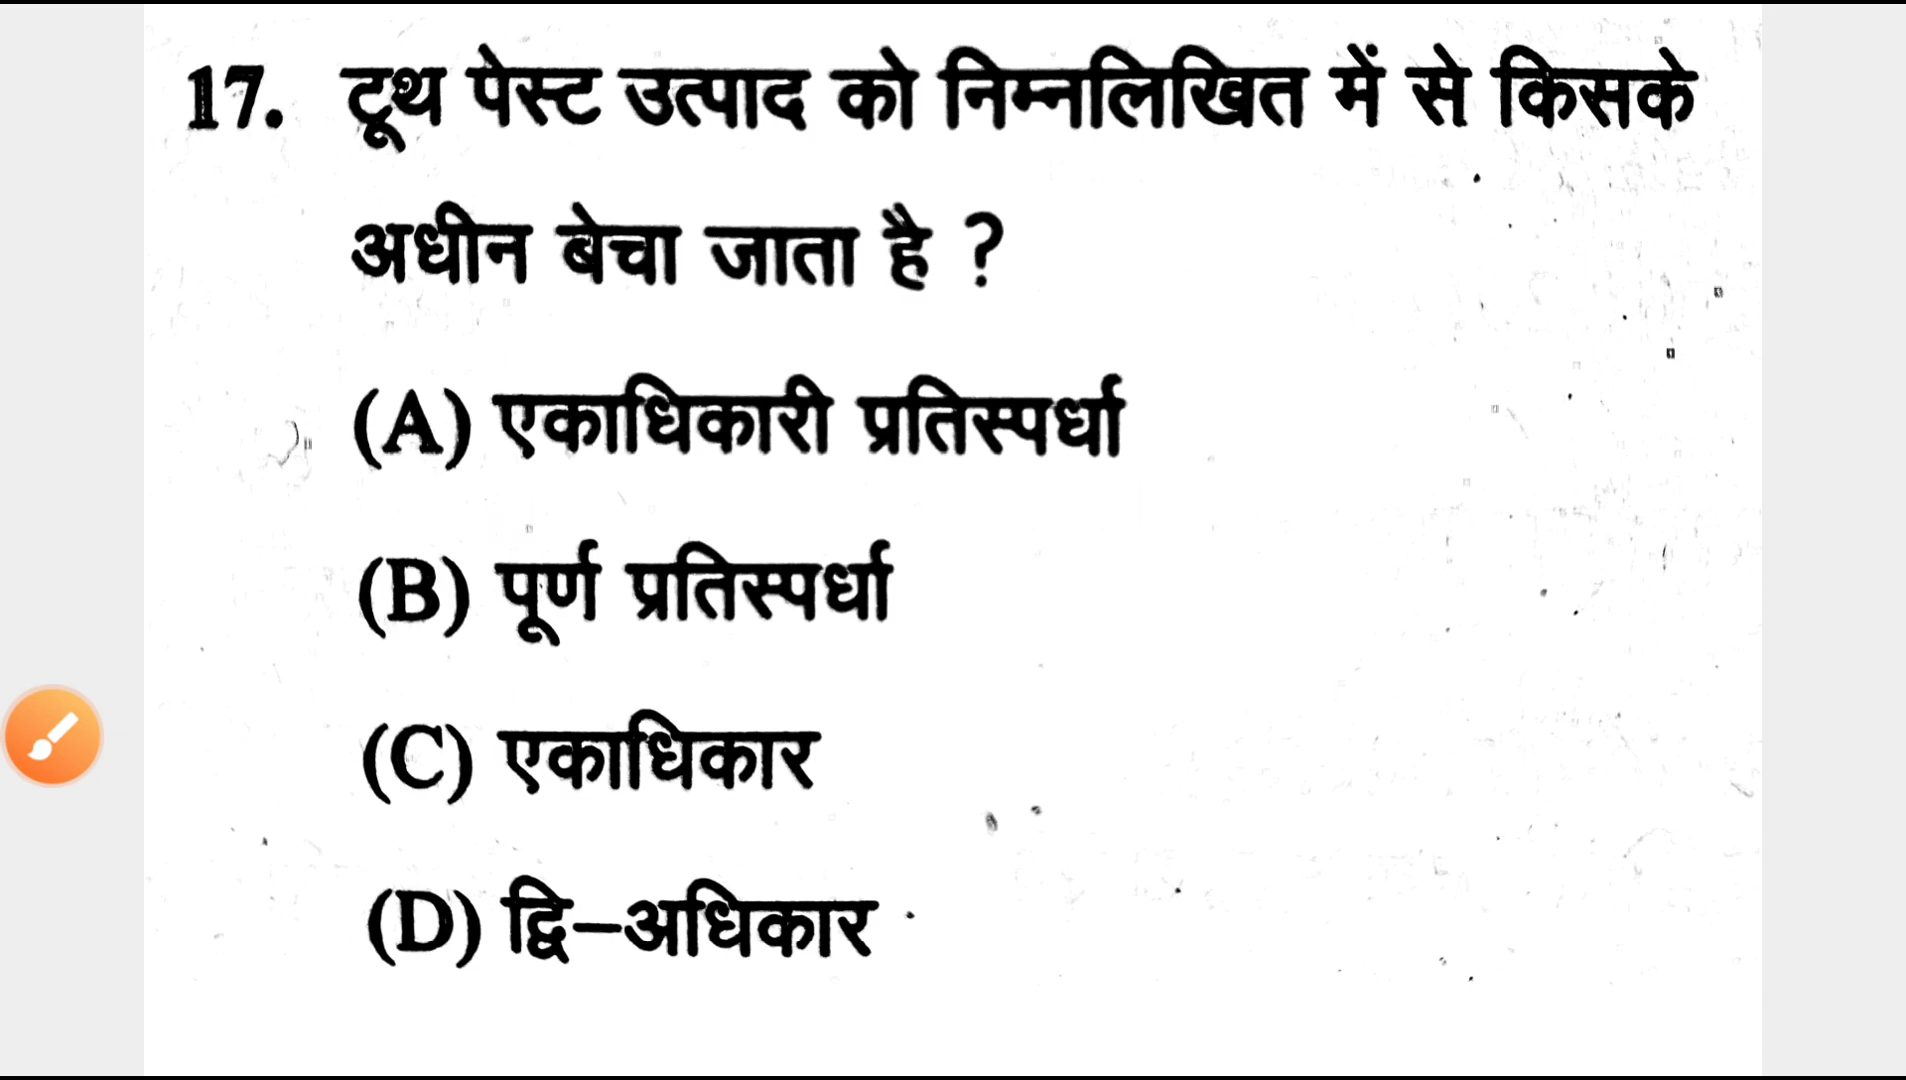 17. टूथ पेस्ट उत्पाद को निम्नलिखित में से किसके
अधीन बेचा जाता है ?
(A) एकाधिकारी प्रतिस्पर्धा
(B) पूर्ण प्रतिस्पर्धा
(C) एकाधिकार
(D) द्वि–अधिकार